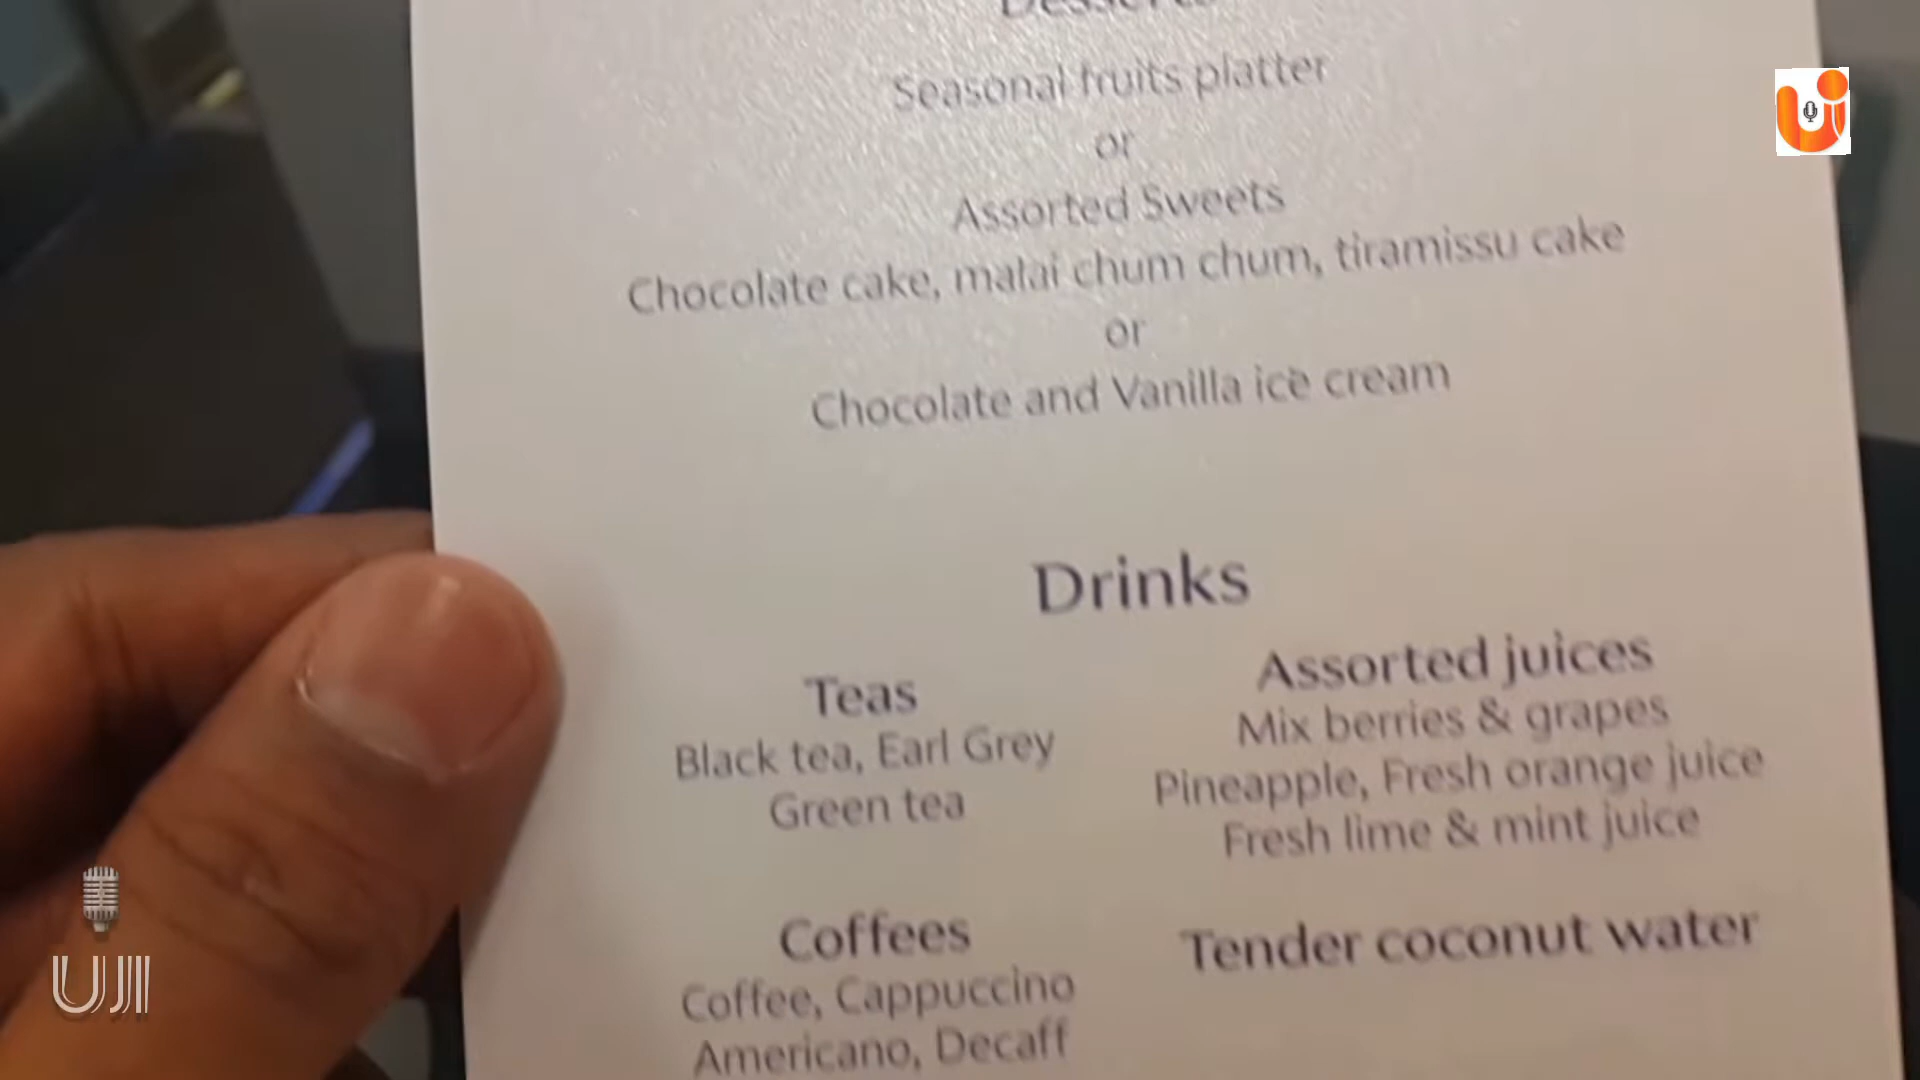 Desserts
Seasonal fruits platter
or
Assorted Sweets
Chocolate cake, malai chum chum, tiramissu cake
or
Chocolate and Vanilla ice cream
Drinks
Teas
Black tea, Earl Grey
Green tea
Coffees
Coffee, Cappuccino
Americano, Decaff
Assorted juices
Mix berries & grapes
Pineapple, Fresh orange juice
Fresh lime & mint juice
Tender coconut water
Ui
UJI